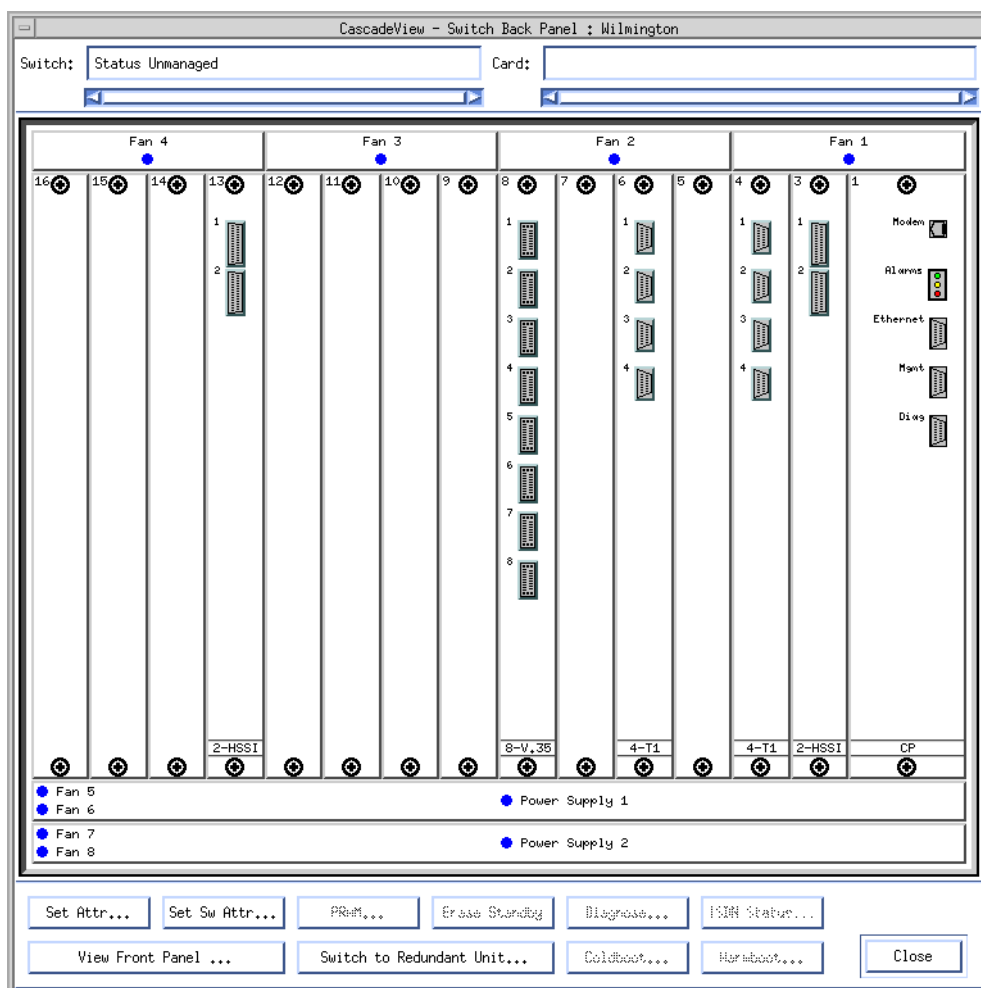 CascadeView - Switch Back Panel : Wilmington
Switch: Status Unmanaged Card:
Fan 4 Fan 3 Fan 2 Fan 1
16 15 14 13 12 11 10 9 8 7 6 5 4 3 1
1 1 1 1 1 Modem
2 2 2 2 2 Alarms
3 3 3 Ethernet
4 4 4 Mgmt
5 Diag
6
7
8
2-HSSI 8-V.35 4-T1 4-T1 2-HSSI CP
Fan 5
Power Supply 1
Fan 6
Fan 7
Power Supply 2
Fan 8
Set Attr... Set Sw Attr... PRAM... Erase Standby Diagnose... ISDN Status...
View Front Panel ... Switch to Redundant Unit... Coldboot... Warmboot... Close